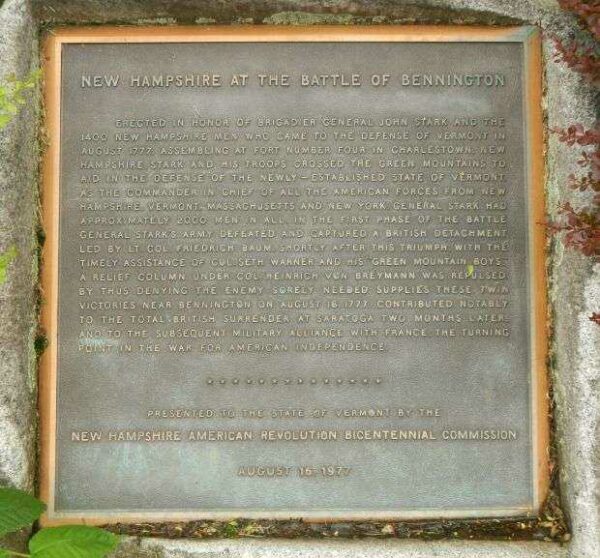 NEW HAMPSHIRE AT THE BATTLE OF BENNINGTON
ERECTED IN HONOR OF BRIGADIER GENERAL JOHN STARK AND THE
1400 NEW HAMPSHIRE MEN WHO CAME TO THE DEFENSE OF VERMONT IN
AUGUST 1777. ASSEMBLING AT FORT NUMBER FOUR IN CHARLESTOWN, NEW
HAMPSHIRE STARK AND HIS TROOPS CROSSED THE GREEN MOUNTAINS TO
AID IN THE DEFENSE OF THE NEWLY-ESTABLISHED STATE OF VERMONT.
AS THE COMMANDER IN CHIEF OF ALL THE AMERICAN FORCES FROM NEW
HAMPSHIRE, VERMONT, MASSACHUSETTS AND NEW YORK GENERAL STARK HAD
APPROXIMATELY 2000 MEN IN ALL. IN THE FIRST PHASE OF THE BATTLE
GENERAL STARK'S ARMY DEFEATED AND CAPTURED A BRITISH DETACHMENT
LED BY LT. COL. FRIEDRICH BAUM. SHORTLY AFTER THIS TRIUMPH, WITH THE
TIMELY ASSISTANCE OF COL. SETH WARNER AND HIS GREEN MOUNTAIN BOYS,
A RELIEF COLUMN UNDER COL. HEINRICH VON BREYMANN WAS REPULSED.
BY THUS DENYING THE ENEMY SORELY NEEDED SUPPLIES THESE TWIN
VICTORIES NEAR BENNINGTON ON AUGUST 16, 1777, CONTRIBUTED NOTABLY
TO THE TOTAL BRITISH SURRENDER AT SARATOGA TWO MONTHS LATER
AND TO THE SUBSEQUENT MILITARY ALLIANCE WITH FRANCE, THE TURNING
POINT IN THE WAR FOR AMERICAN INDEPENDENCE.
PRESENTED TO THE STATE OF VERMONT BY THE
NEW HAMPSHIRE AMERICAN REVOLUTION BICENTENNIAL COMMISSION
AUGUST 16, 1977